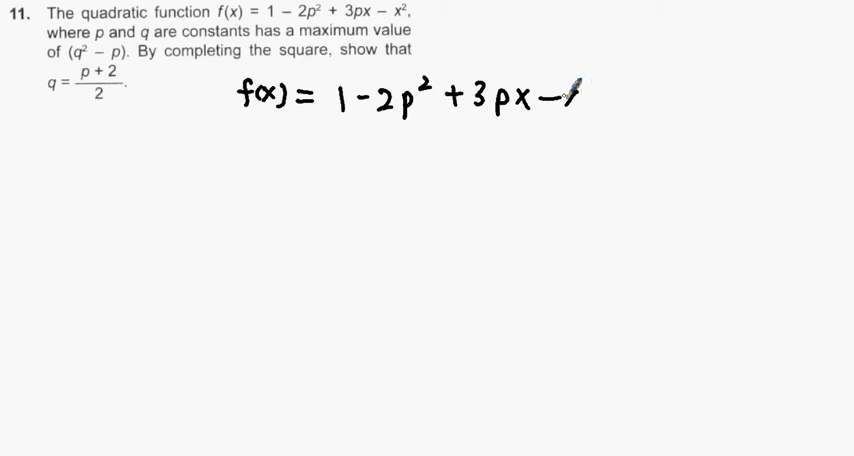 11. The quadratic function f(x) = 1 − 2p² + 3px − x²,
where p and q are constants has a maximum value
of (q² − p). By completing the square, show that
q = \frac{p + 2}{2}.
f(x) = 1 - 2p² + 3px −